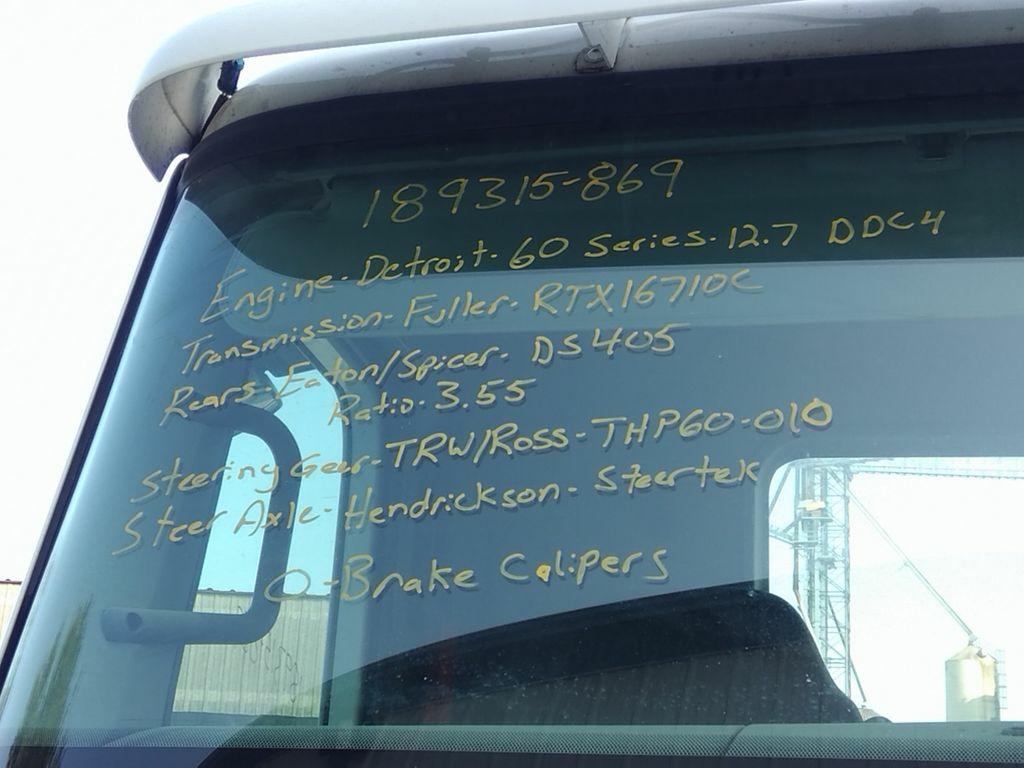 189315-869
Engine-Detroit-60 Series-12.7 DDC4
Transmission-Fuller-RTX16710C
Rears-Eaton/Spicer-DS405
Ratio-3.55
Steering Gear-TRW/Ross-THP60-010
Steer Axle-Hendrickson-Steertek
0-Brake Calipers